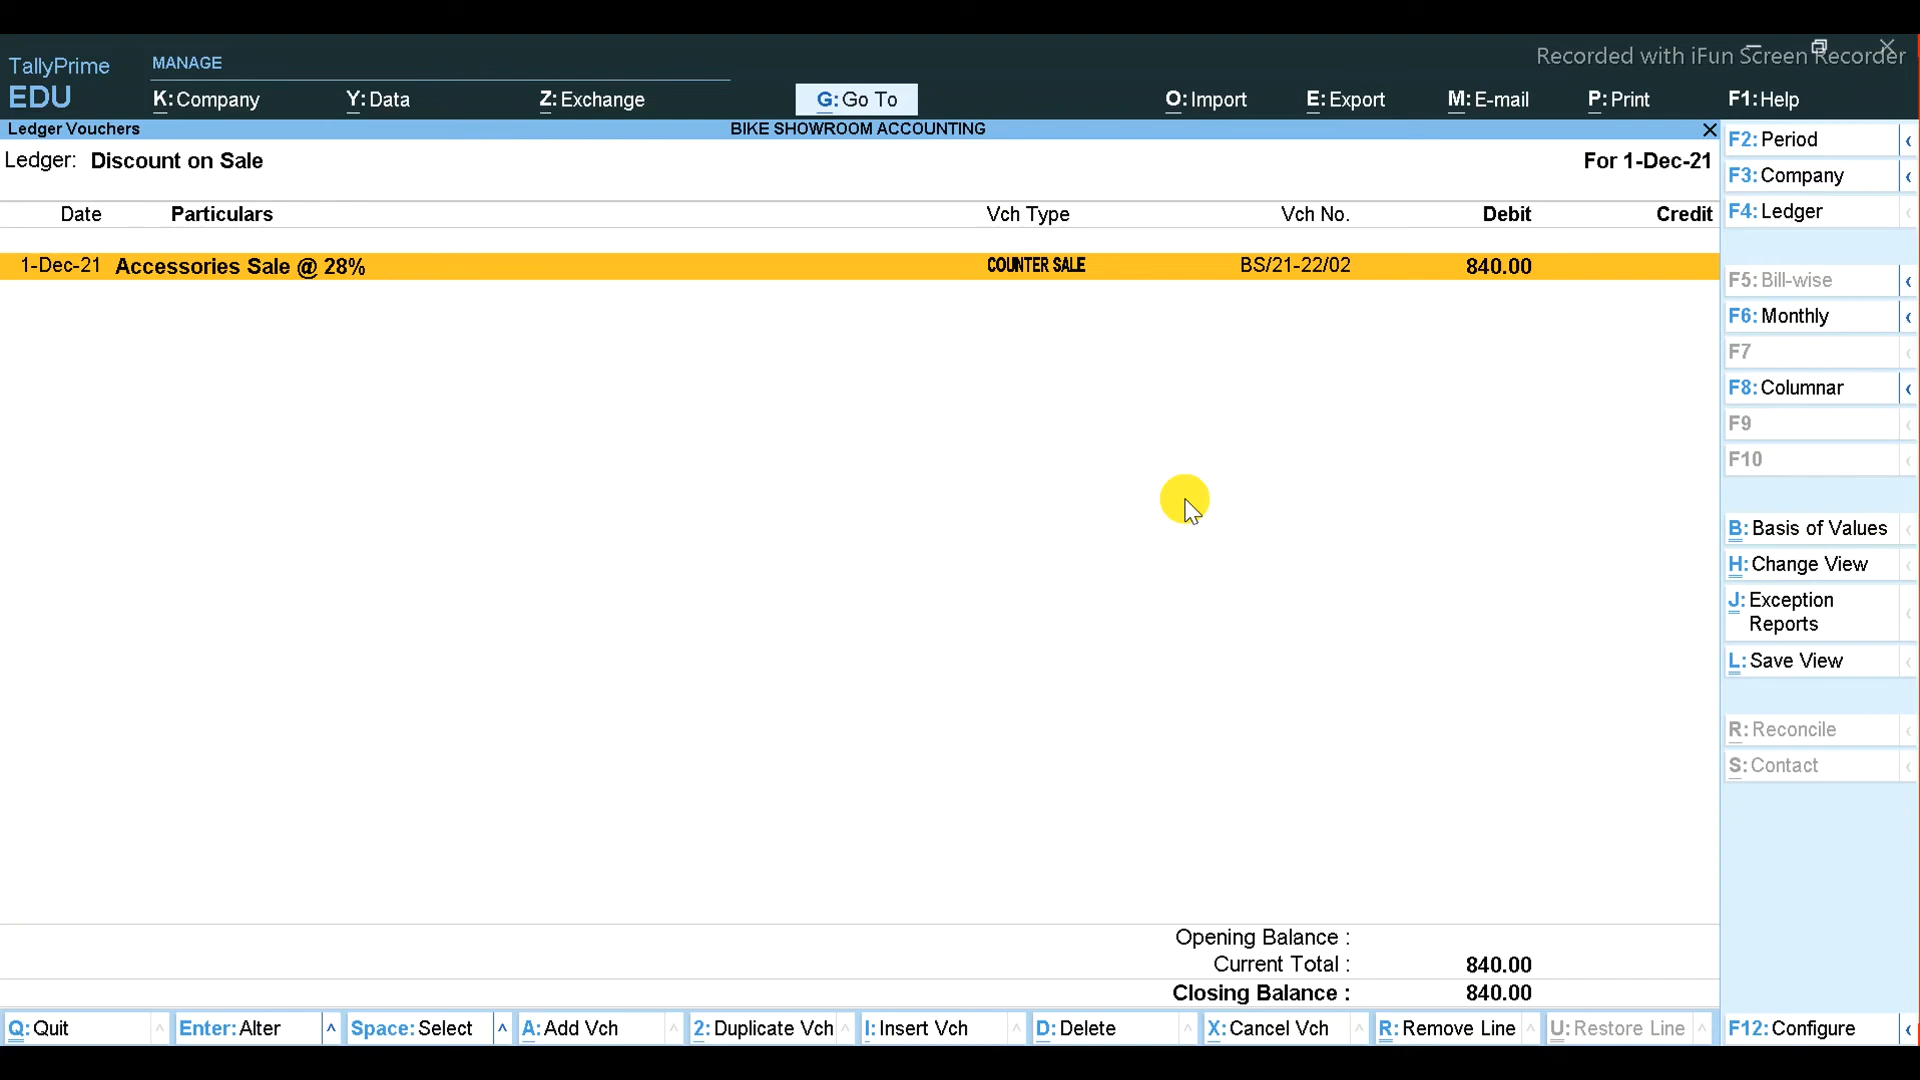 Recorded with iFun Screen Recorder
TallyPrime
EDU
MANAGE
K:Company
Y:Data
Z:Exchange
G:Go To
O:Import
E:Export
M:E-mail
P:Print
F1:Help
Ledger Vouchers
BIKE SHOWROOM ACCOUNTING
Ledger: Discount on Sale
For 1-Dec-21
Date Particulars Vch Type Vch No. Debit Credit
1-Dec-21 Accessories Sale @ 28% COUNTER SALE BS/21-22/02 840.00
Opening Balance :
Current Total : 840.00
Closing Balance : 840.00
F2:Period
F3:Company
F4:Ledger
F5:Bill-wise
F6:Monthly
F7
F8:Columnar
F9
F10
B:Basis of Values
H:Change View
J:Exception
Reports
L:Save View
R:Reconcile
S:Contact
Q:Quit
Enter:Alter
Space:Select
A:Add Vch
2:Duplicate Vch
I:Insert Vch
D:Delete
X:Cancel Vch
R:Remove Line
U:Restore Line
F12:Configure